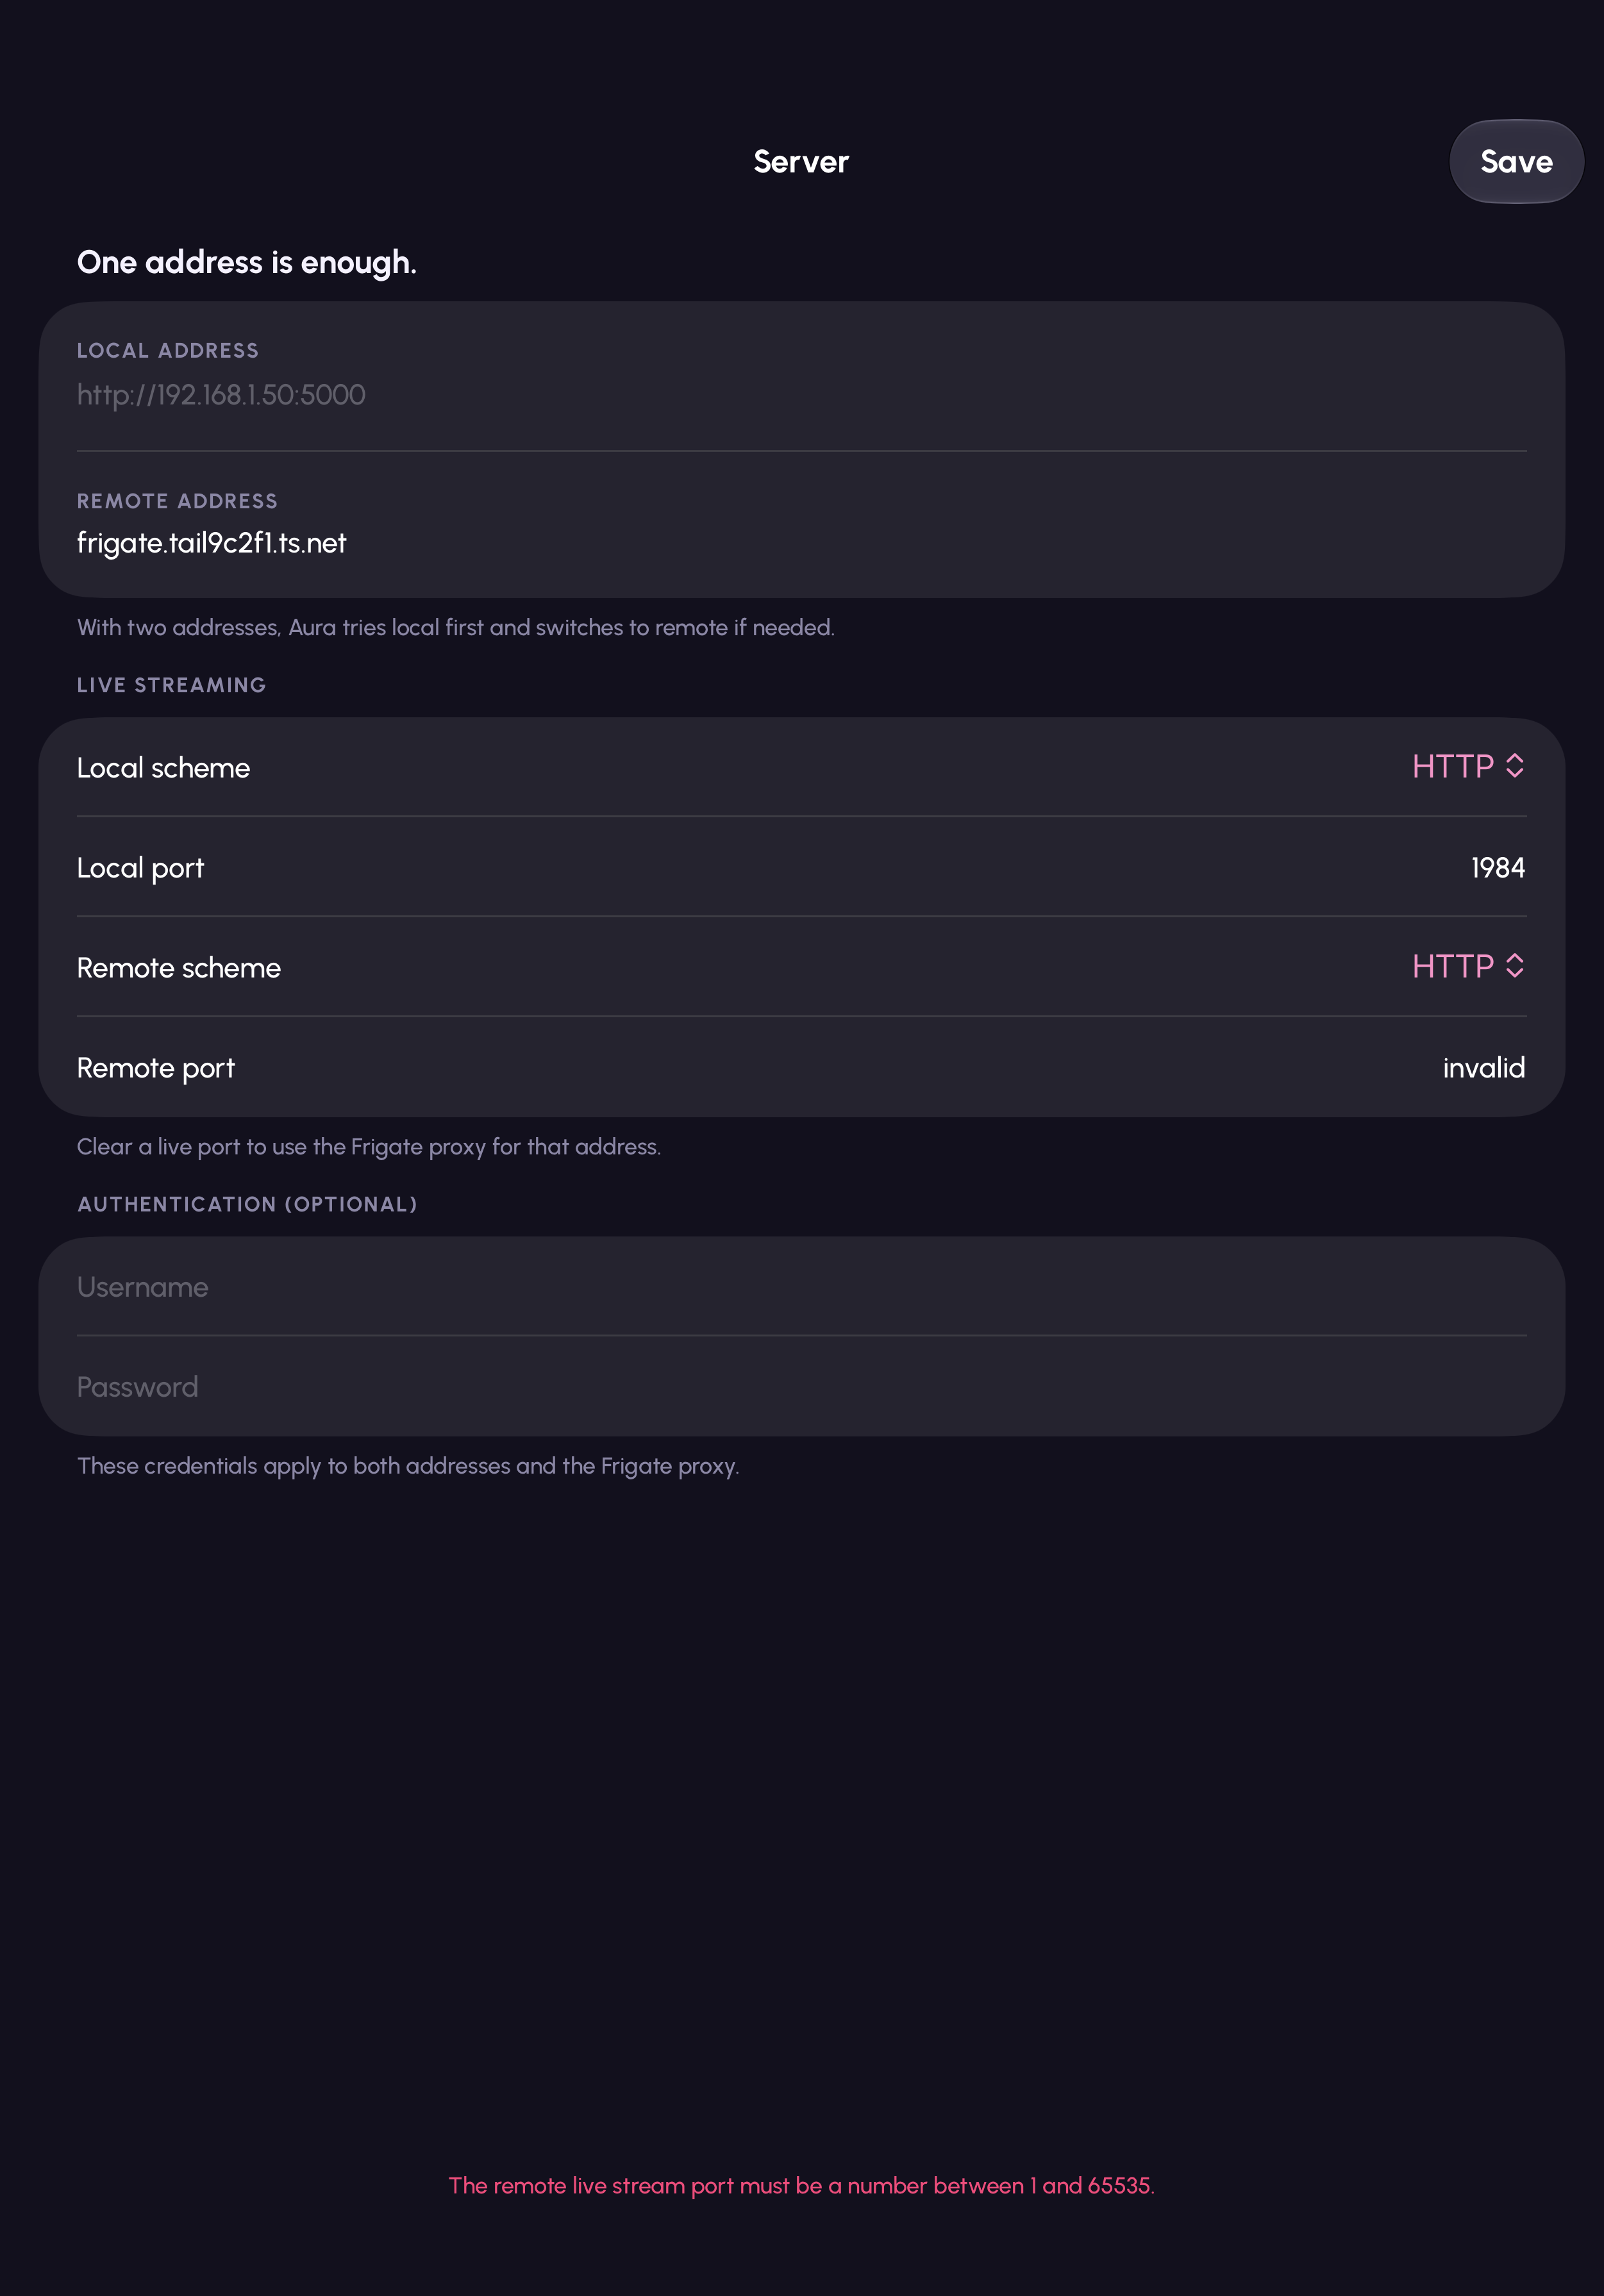 Server
Save
One address is enough.
LOCAL ADDRESS
http://192.168.1.50:5000
REMOTE ADDRESS
frigate.tail9c2f1.ts.net
With two addresses, Aura tries local first and switches to remote if needed.
LIVE STREAMING
Local scheme HTTP
Local port 1984
Remote scheme HTTP
Remote port invalid
Clear a live port to use the Frigate proxy for that address.
AUTHENTICATION (OPTIONAL)
Username
Password
These credentials apply to both addresses and the Frigate proxy.
The remote live stream port must be a number between 1 and 65535.